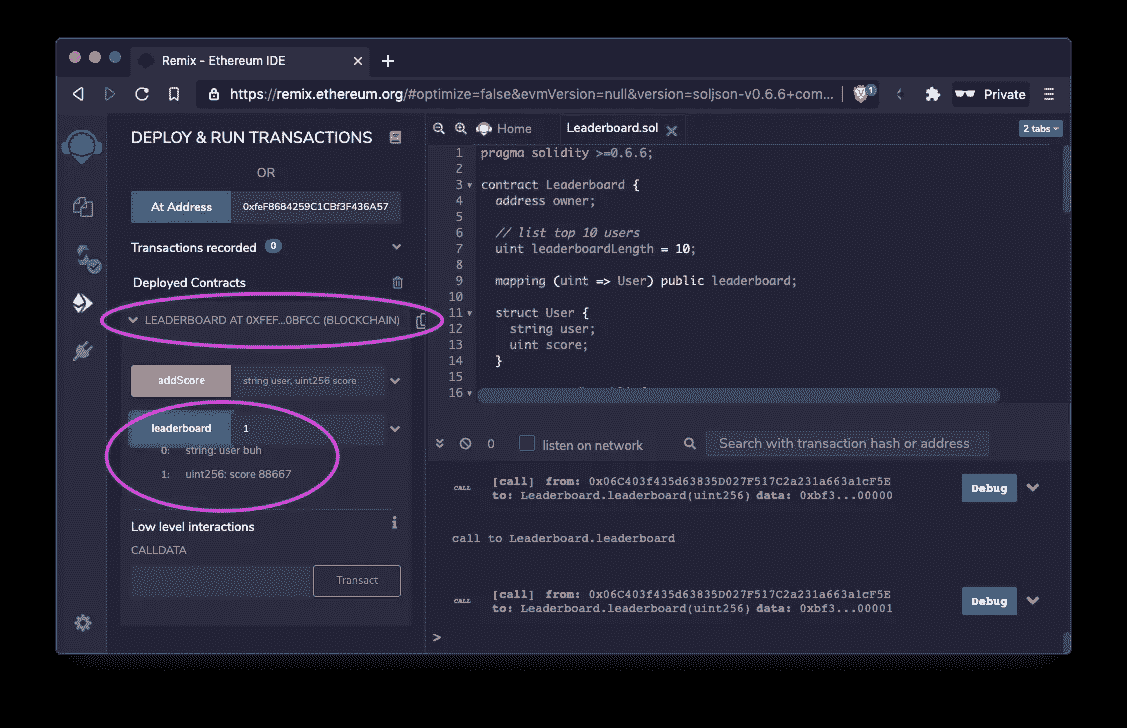 Remix - Ethereum IDE
https://remix.ethereum.org/#optimize=false&evmVersion=null&version=soljson-v0.6.6+com...
1
Private
DEPLOY & RUN TRANSACTIONS
OR
At Address 0xfeF8684259C1CBf3F436A57
Transactions recorded 0
Deployed Contracts
LEADERBOARD AT 0XFEF...0BFCC (BLOCKCHAIN)
addScore string user, uint256 score
leaderboard 1
0: string: user buh
1: uint256: score 88667
Low level interactions
i
CALLDATA
Transact
Home
Leaderboard.sol
2 tabs
1 pragma solidity >=0.6.6;
2
3 contract Leaderboard {
4 address owner;
5
6 // list top 10 users
7 uint leaderboardLength = 10;
8
9 mapping (uint => User) public leaderboard;
10
11 struct User {
12 string user;
13 uint score;
14 }
15
16
0 listen on network Search with transaction hash or address
CALL [call] from: 0x06C403f435d63835D027F517C2a231a663a1cF5E
to: Leaderboard.leaderboard(uint256) data: 0xbf3...00000
Debug
call to Leaderboard.leaderboard
CALL [call] from: 0x06C403f435d63835D027F517C2a231a663a1cF5E
to: Leaderboard.leaderboard(uint256) data: 0xbf3...00001
Debug
>